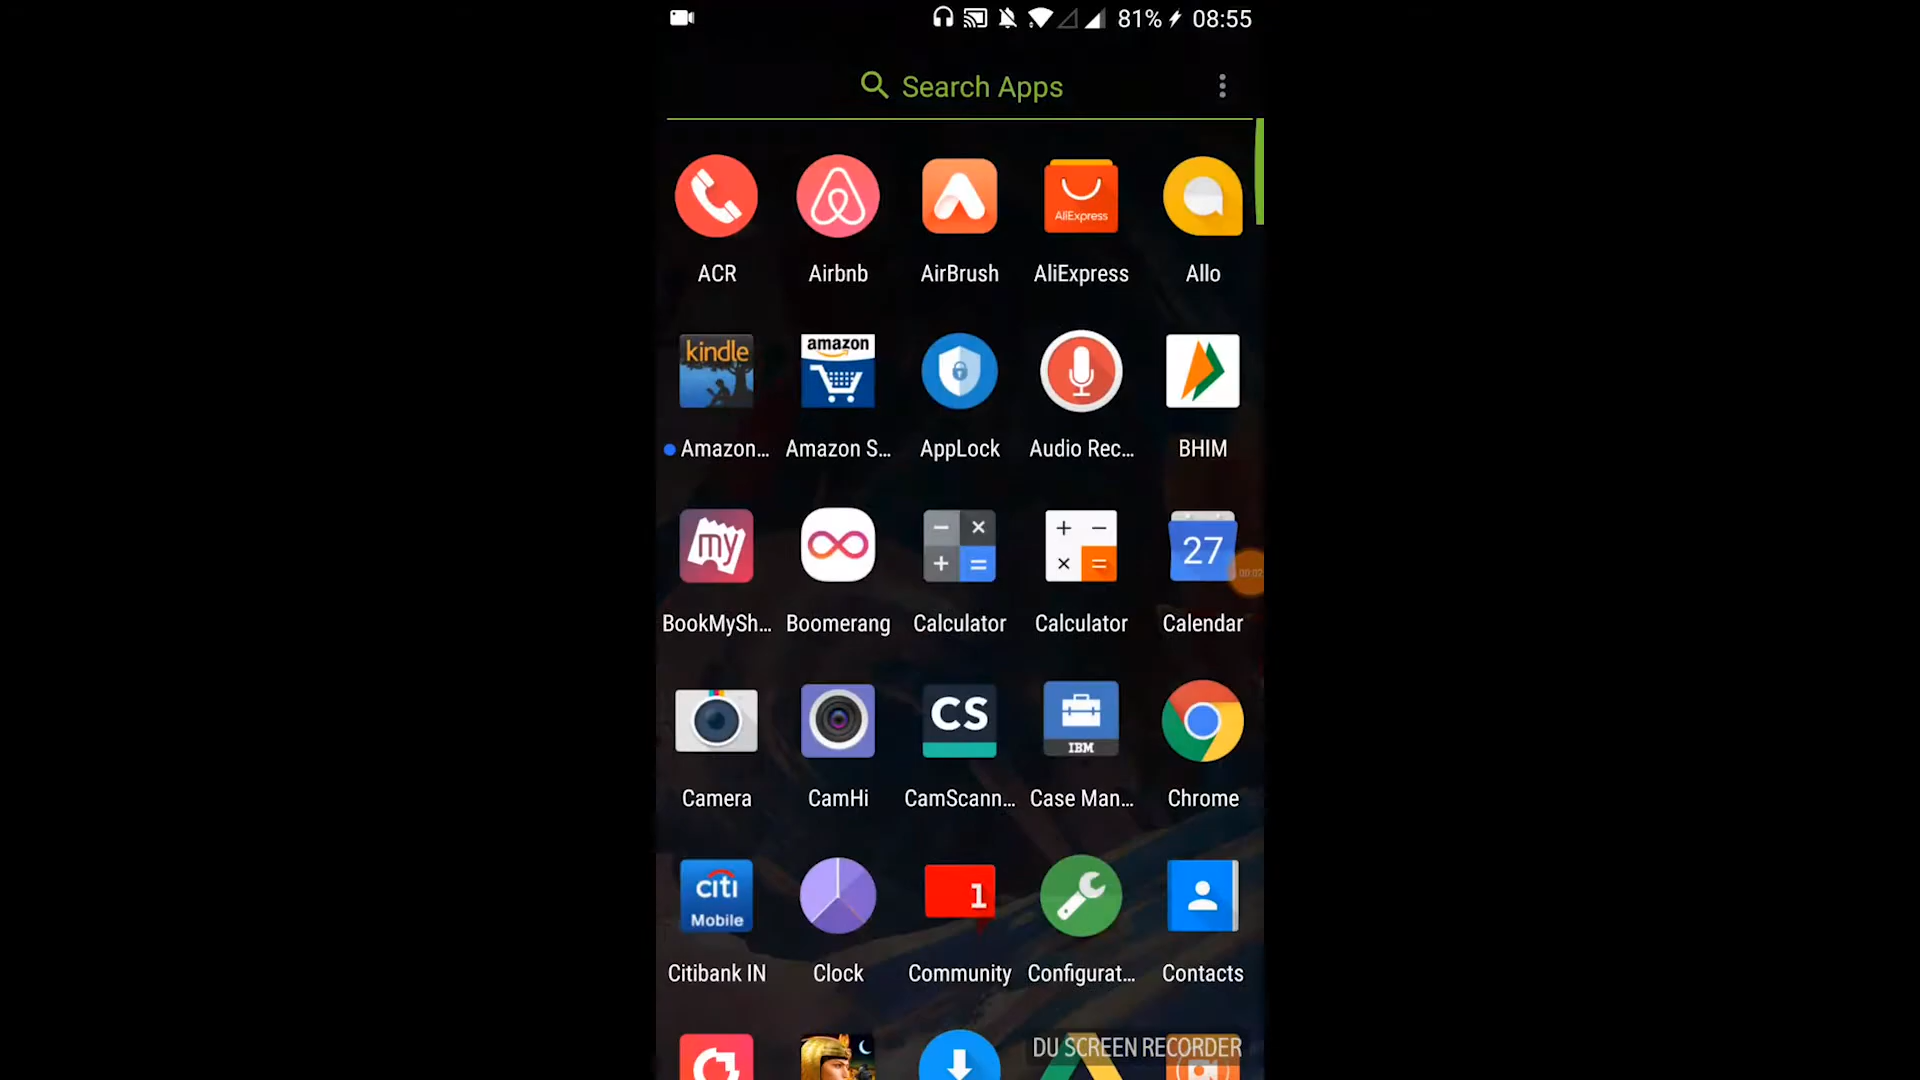 81% 08:55
Search Apps
AliExpress
ACR Airbnb AirBrush AliExpress Allo
kindle amazon
Amazon... Amazon S... AppLock Audio Rec... BHIM
my 27 00:02
BookMySh... Boomerang Calculator Calculator Calendar
CS IBM
Camera CamHi CamScann... Case Man... Chrome
citi Mobile 1
Citibank IN Clock Community Configurat... Contacts
DU SCREEN RECORDER